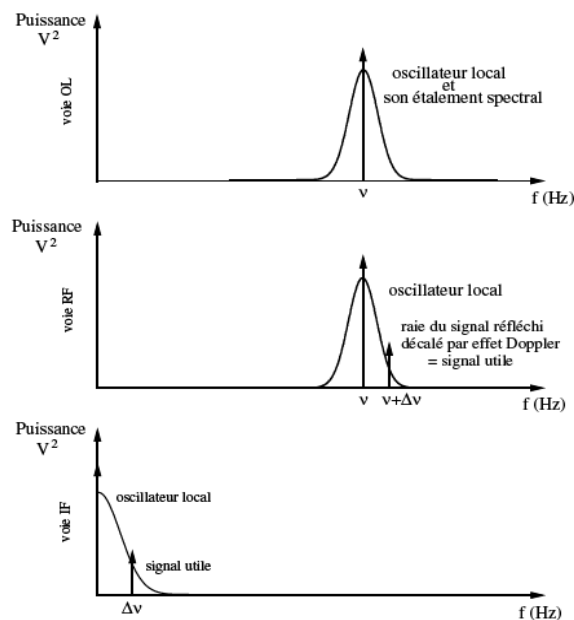 Puissance
V²
voie OL
oscillateur local
et
son étalement spectral
ν
f (Hz)
Puissance
V²
voie RF
oscillateur local
raie du signal réfléchi
décalé par effet Doppler
= signal utile
ν
ν+Δν
f (Hz)
Puissance
V²
voie IF
oscillateur local
signal utile
Δν
f (Hz)